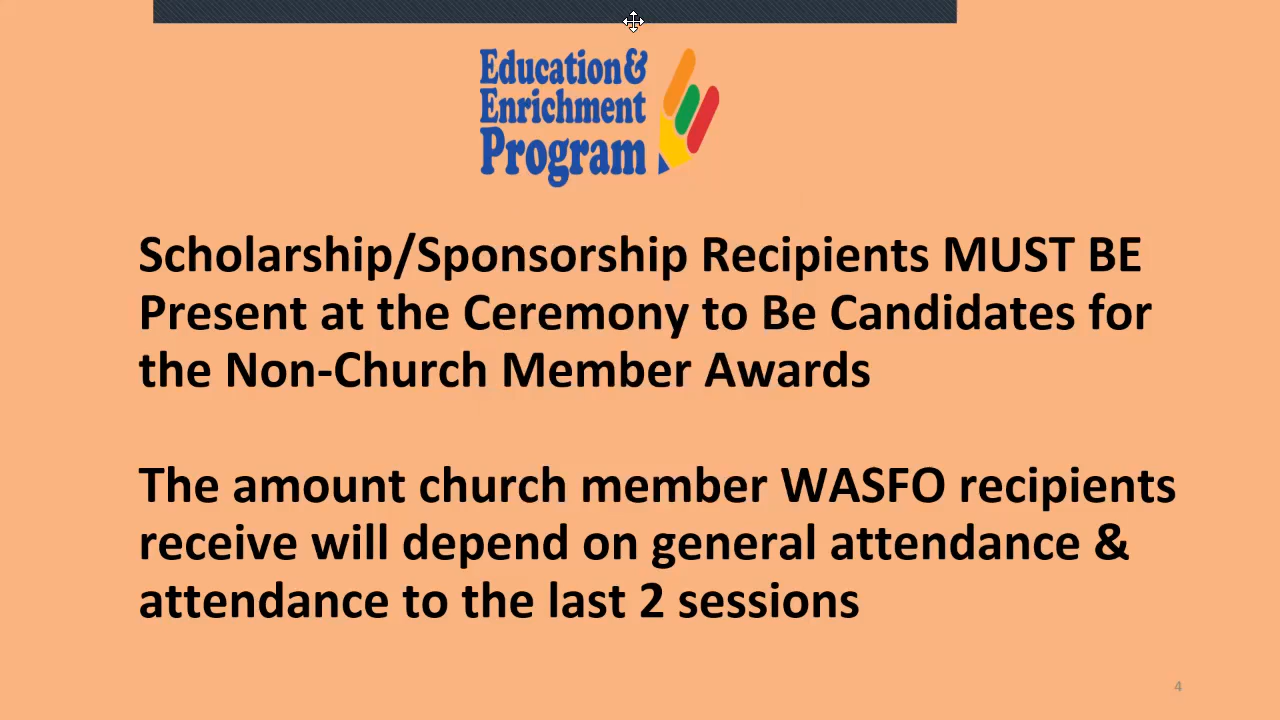 Education&
Enrichment
Program
Scholarship/Sponsorship Recipients MUST BE
Present at the Ceremony to Be Candidates for
the Non-Church Member Awards
The amount church member WASFO recipients
receive will depend on general attendance &
attendance to the last 2 sessions
4